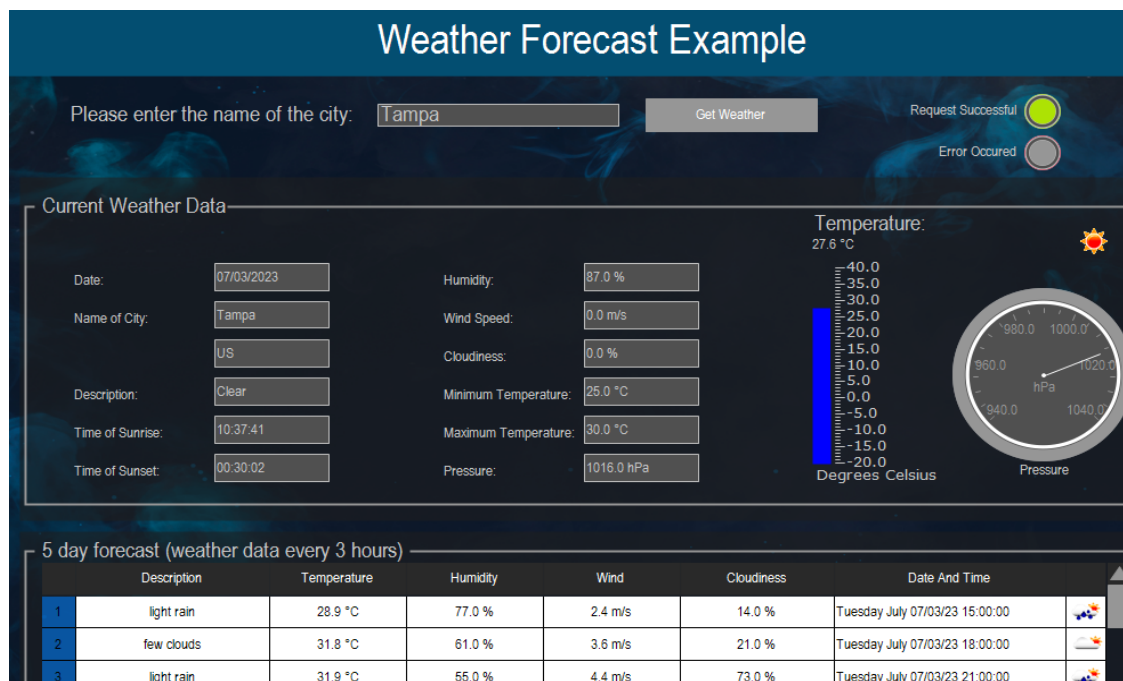 Weather Forecast Example
Please enter the name of the city: Tampa Get Weather
Request Successful
Error Occured
Current Weather Data
Temperature:
27.6 °C
Date: 07/03/2023 Humidity: 87.0 %
Name of City: Tampa Wind Speed: 0.0 m/s
US Cloudiness: 0.0 %
Description: Clear Minimum Temperature: 25.0 °C
Time of Sunrise: 10:37:41 Maximum Temperature: 30.0 °C
Time of Sunset: 00:30:02 Pressure: 1016.0 hPa
40.0
35.0
30.0
25.0
20.0
15.0
10.0
5.0
0.0
-5.0
-10.0
-15.0
-20.0
Degrees Celsius
980.0 1000.0
960.0 1020.0
hPa
940.0 1040.0
Pressure
5 day forecast (weather data every 3 hours)
Description Temperature Humidity Wind Cloudiness Date And Time
1 light rain 28.9 °C 77.0 % 2.4 m/s 14.0 % Tuesday July 07/03/23 15:00:00
2 few clouds 31.8 °C 61.0 % 3.6 m/s 21.0 % Tuesday July 07/03/23 18:00:00
3 light rain 31.9 °C 55.0 % 4.4 m/s 73.0 % Tuesday July 07/03/23 21:00:00